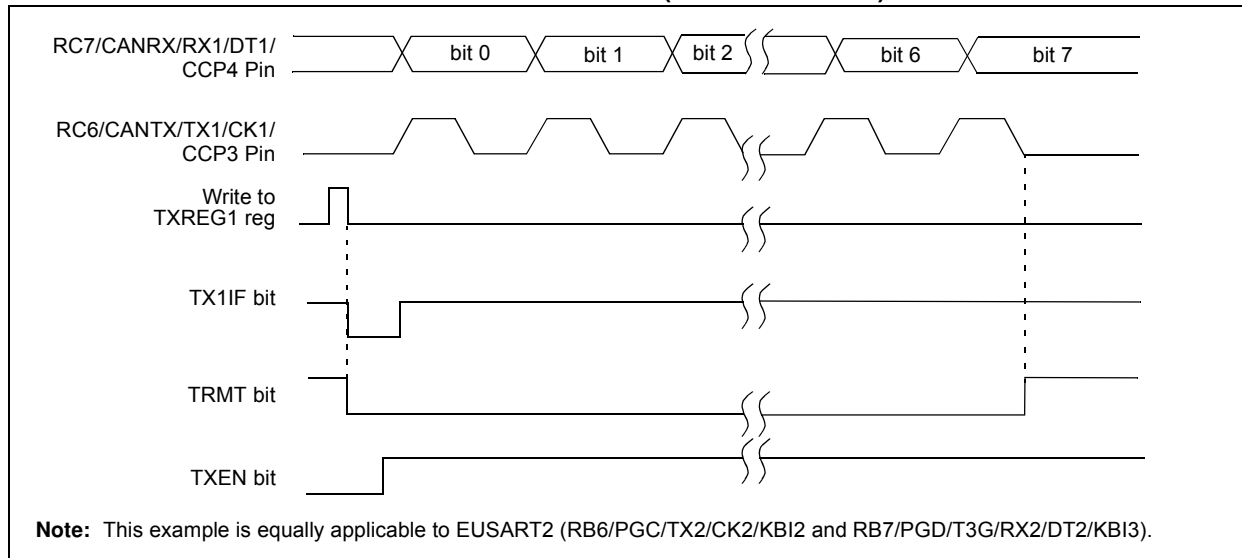 RC7/CANRX/RX1/DT1/
CCP4 Pin
bit 0
bit 1
bit 2
bit 6
bit 7
RC6/CANTX/TX1/CK1/
CCP3 Pin
Write to
TXREG1 reg
TX1IF bit
TRMT bit
TXEN bit
Note: This example is equally applicable to EUSART2 (RB6/PGC/TX2/CK2/KBI2 and RB7/PGD/T3G/RX2/DT2/KBI3).